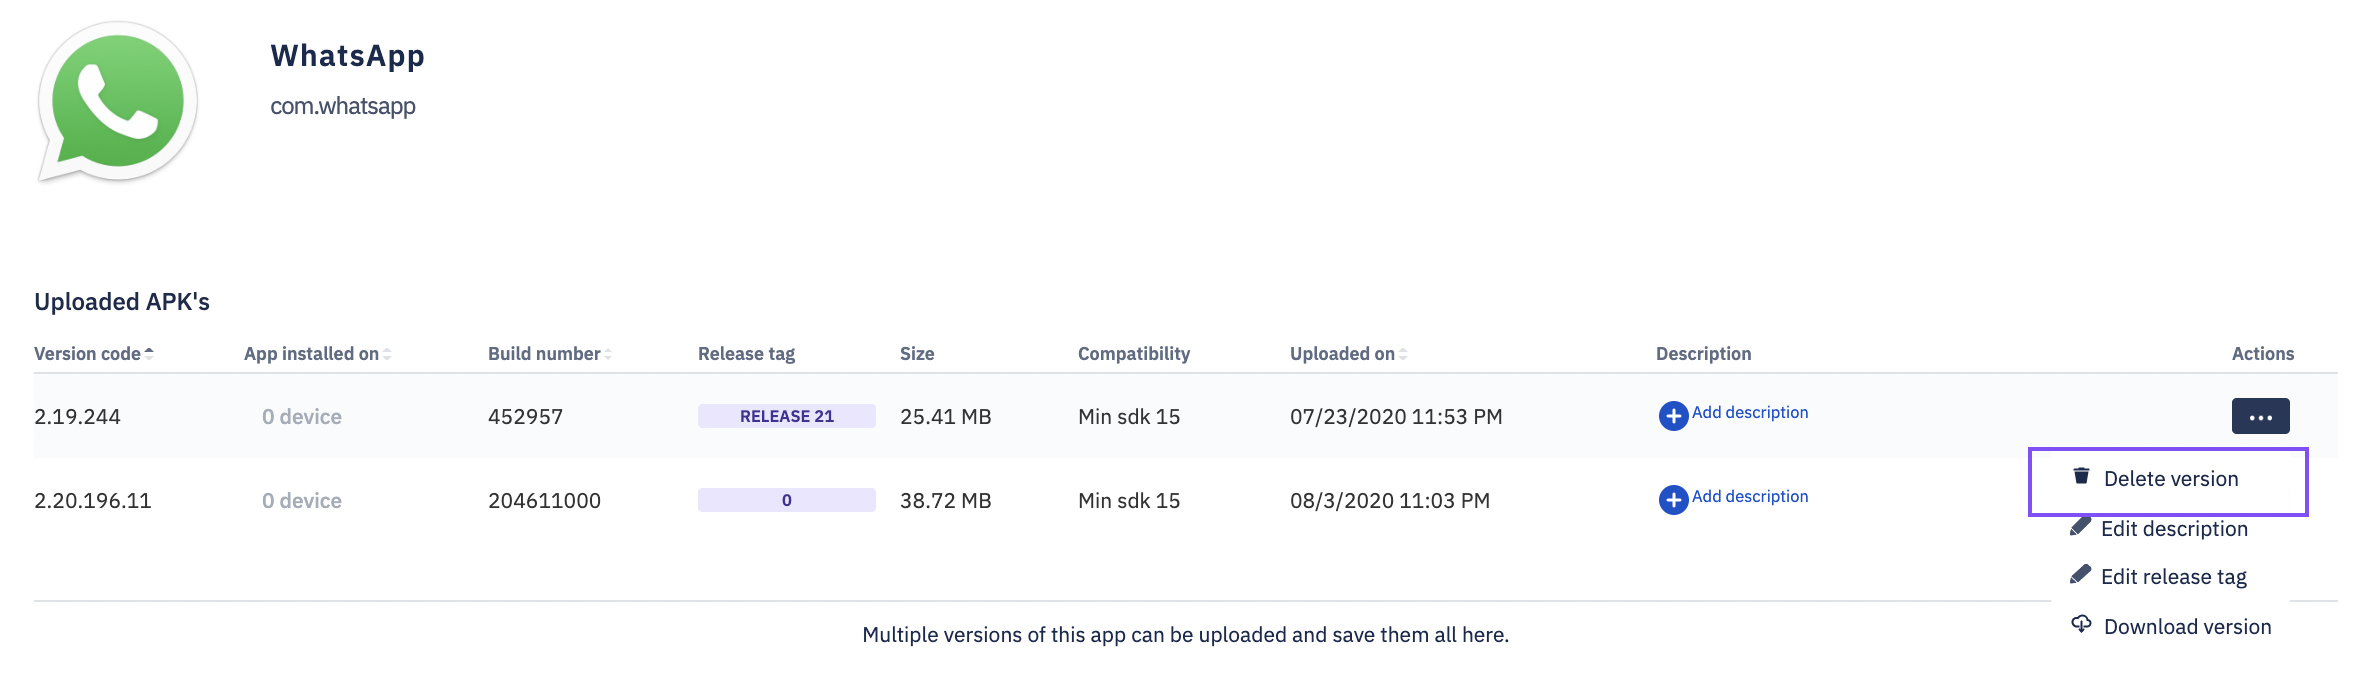 WhatsApp
com.whatsapp
Uploaded APK's
Version code App installed on Build number Release tag Size Compatibility Uploaded on Description Actions
2.19.244 0 device 452957 RELEASE 21 25.41 MB Min sdk 15 07/23/2020 11:53 PM Add description
Delete version
2.20.196.11 0 device 204611000 0 38.72 MB Min sdk 15 08/3/2020 11:03 PM Add description
Edit description
Edit release tag
Download version
Multiple versions of this app can be uploaded and save them all here.